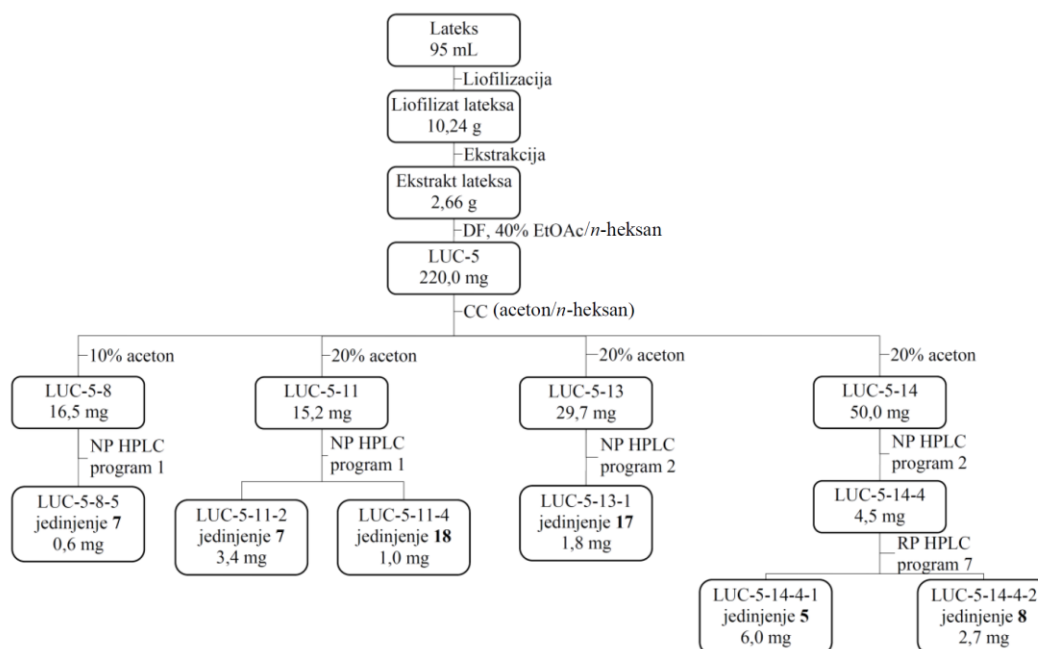 Lateks
95 mL
Liofilizacija
Liofilizat lateksa
10,24 g
Ekstrakcija
Ekstrakt lateksa
2,66 g
DF, 40% EtOAc/n-heksan
LUC-5
220,0 mg
CC (aceton/n-heksan)
10% aceton
20% aceton
20% aceton
20% aceton
LUC-5-8
16,5 mg
LUC-5-11
15,2 mg
LUC-5-13
29,7 mg
LUC-5-14
50,0 mg
NP HPLC
program 1
NP HPLC
program 1
NP HPLC
program 2
NP HPLC
program 2
LUC-5-8-5
jedinjenje 7
0,6 mg
LUC-5-11-2
jedinjenje 7
3,4 mg
LUC-5-11-4
jedinjenje 18
1,0 mg
LUC-5-13-1
jedinjenje 17
1,8 mg
LUC-5-14-4
4,5 mg
RP HPLC
program 7
LUC-5-14-4-1
jedinjenje 5
6,0 mg
LUC-5-14-4-2
jedinjenje 8
2,7 mg